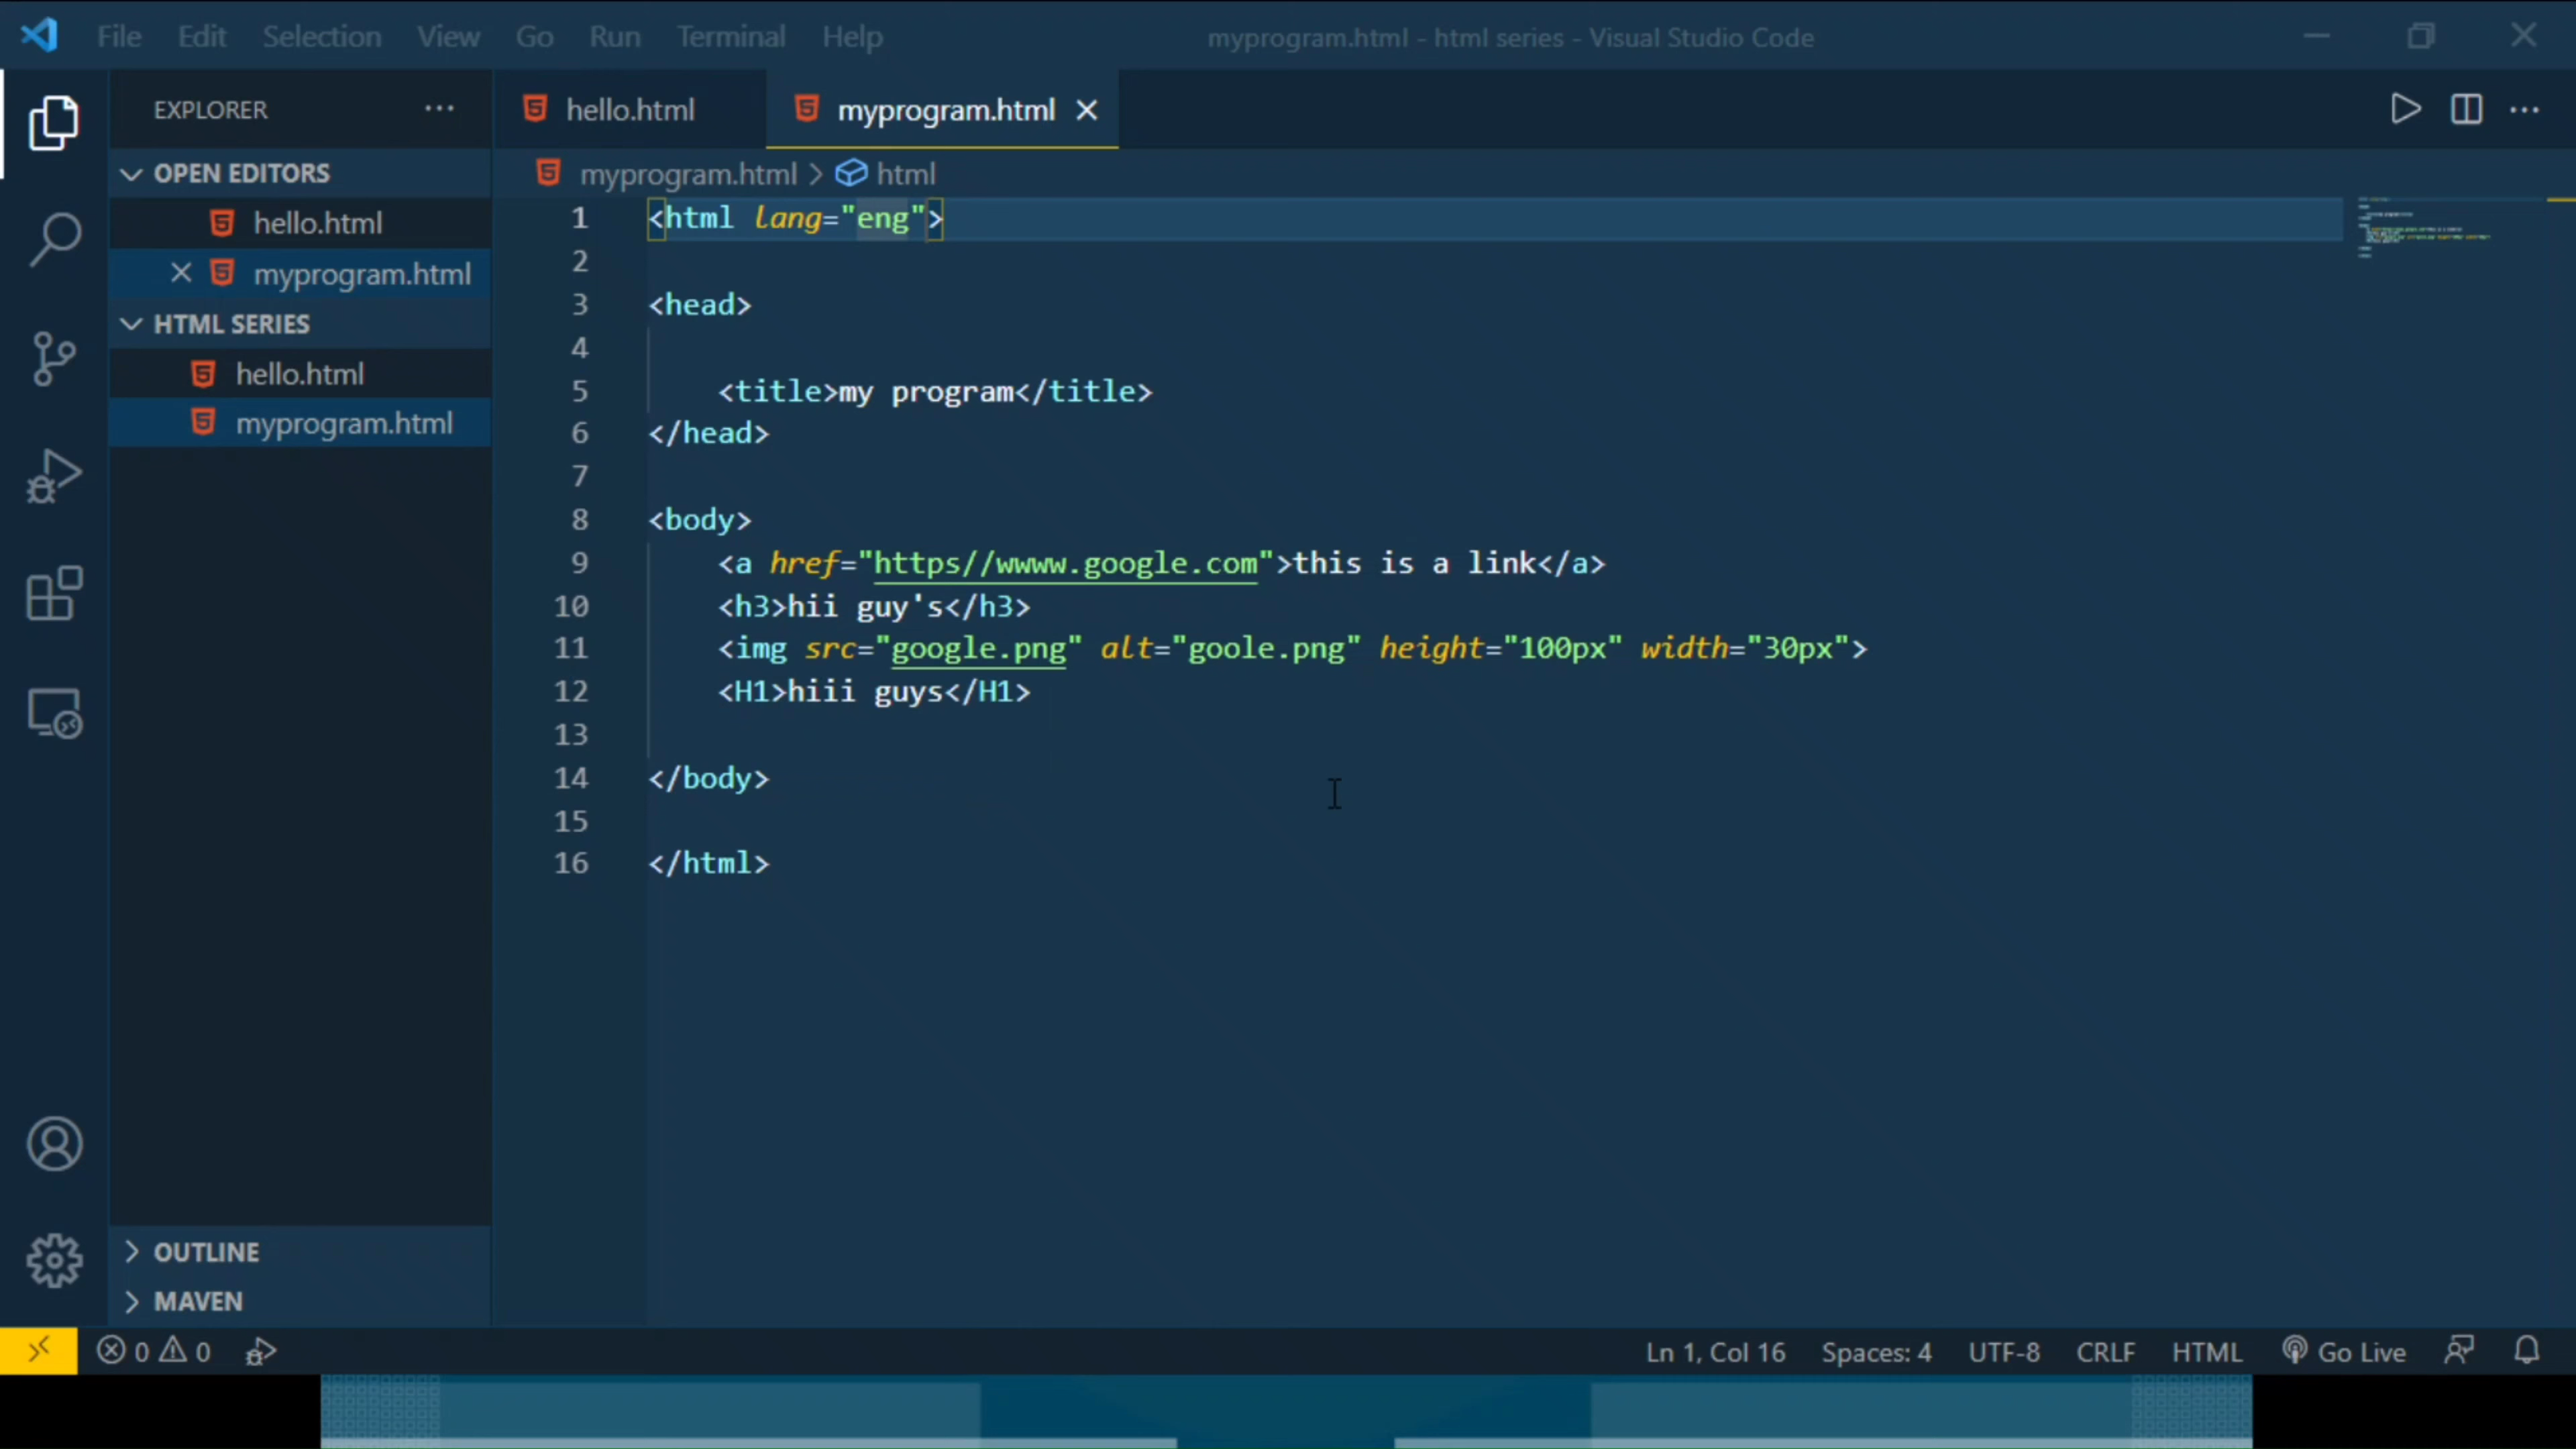 File Edit Selection View Go Run Terminal Help
myprogram.html - html series - Visual Studio Code
EXPLORER
OPEN EDITORS
hello.html
myprogram.html
HTML SERIES
hello.html
myprogram.html
OUTLINE
MAVEN
hello.html
myprogram.html
myprogram.html > html
1 <html lang="eng">
2
3 <head>
4
5 <title>my program</title>
6 </head>
7
8 <body>
9 <a href="https//wwww.google.com">this is a link</a>
10 <h3>hii guy's</h3>
11 <img src="google.png" alt="goole.png" height="100px" width="30px">
12 <H1>hiii guys</H1>
13
14 </body>
15
16 </html>
0 0
Ln 1, Col 16 Spaces: 4 UTF-8 CRLF HTML Go Live